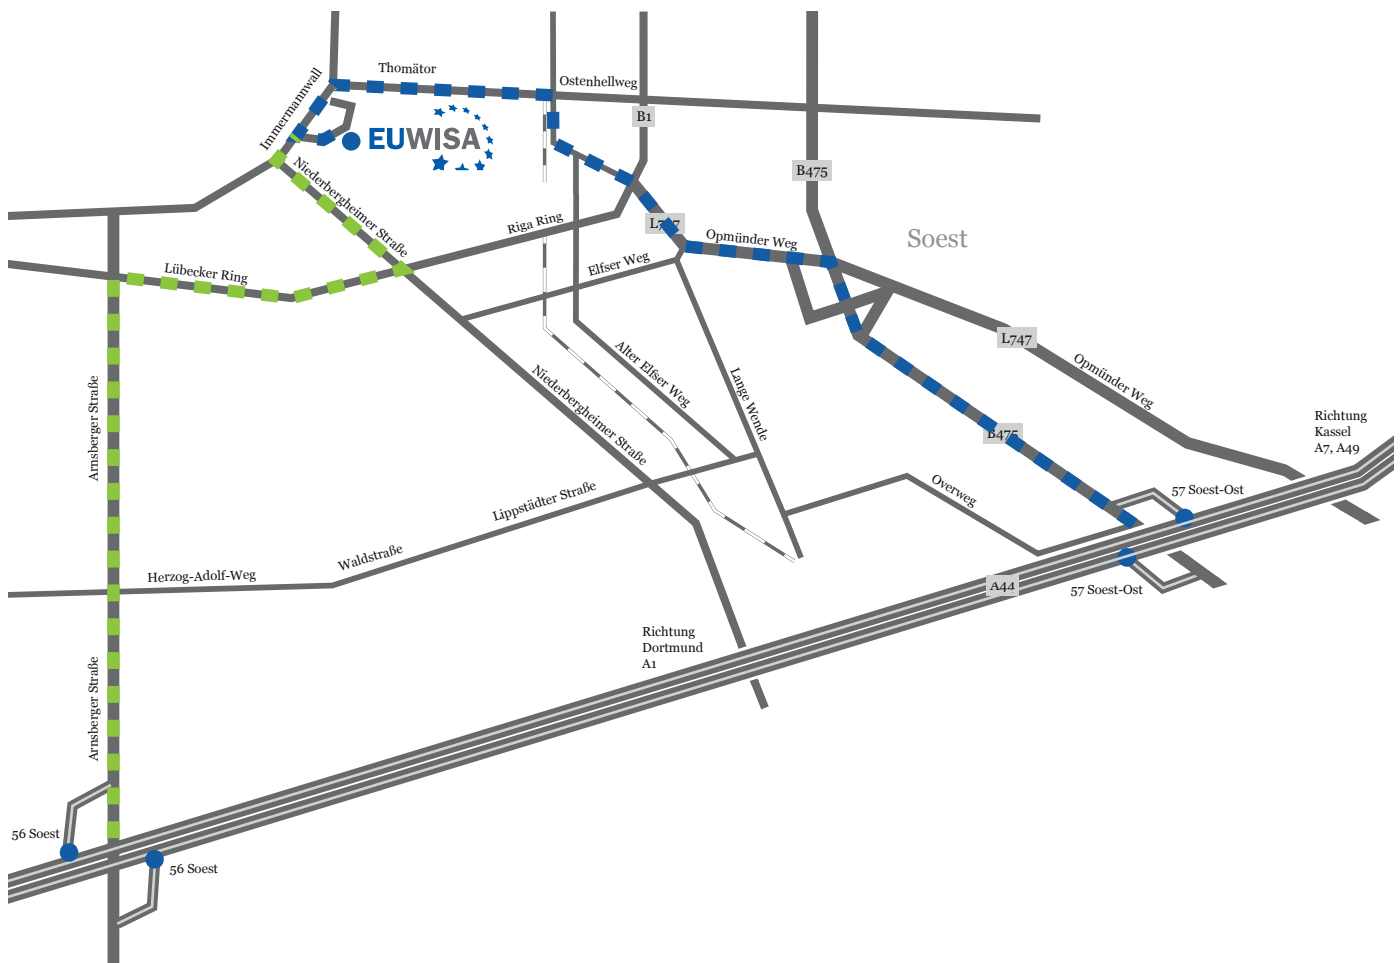 Thomätor
Ostenhellweg
Immermannwall
B1
EUWISA
B475
Niederbergheimer Straße
Riga Ring
L747
Opmünder Weg
Soest
Elfser Weg
Lübecker Ring
L747
Alter Elfser Weg
Opmünder Weg
Niederbergheimer Straße
Lange Wende
Arnsberger Straße
Richtung
Kassel
A7, A49
B475
Overweg
57 Soest-Ost
Lippstädter Straße
Waldstraße
Herzog-Adolf-Weg
A44
57 Soest-Ost
Richtung
Dortmund
A1
Arnsberger Straße
56 Soest
56 Soest